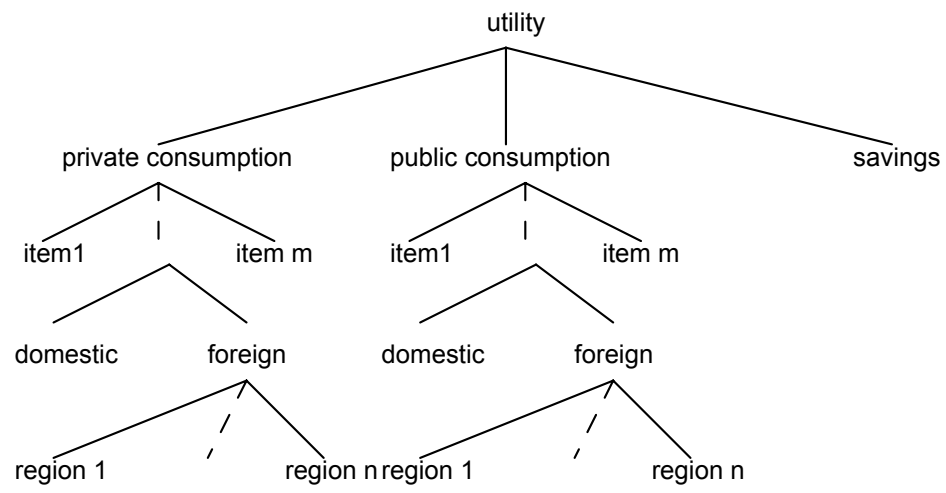 utility
private consumption public consumption savings
item1 item m item1 item m
domestic foreign domestic foreign
region 1 region n region 1 region n